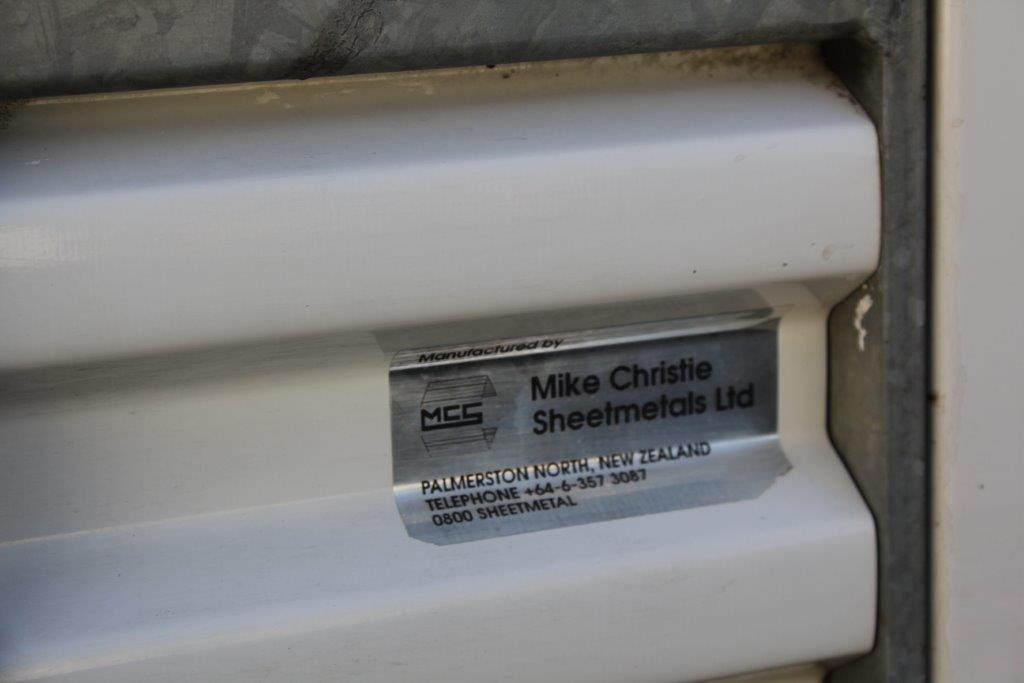 Manufactured by
MCS
Mike Christie
Sheetmetals Ltd
PALMERSTON NORTH, NEW ZEALAND
TELEPHONE +64-6-357 3087
0800 SHEETMETAL